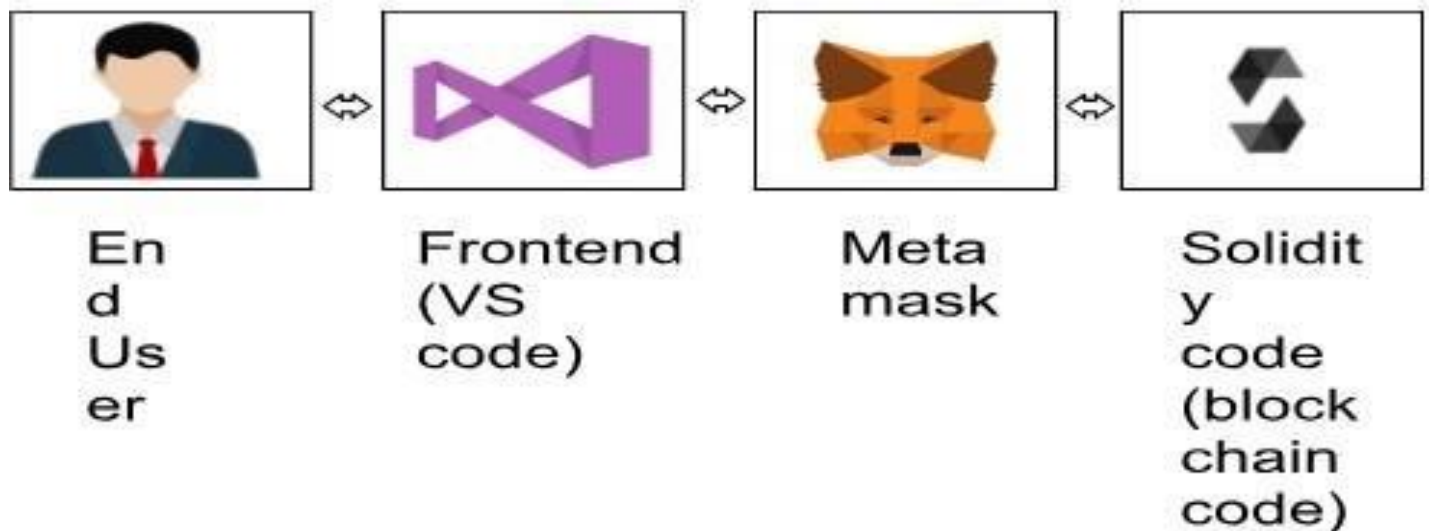 En
d
Us
er
Frontend
(VS
code)
Meta
mask
Solidit
y
code
(block
chain
code)